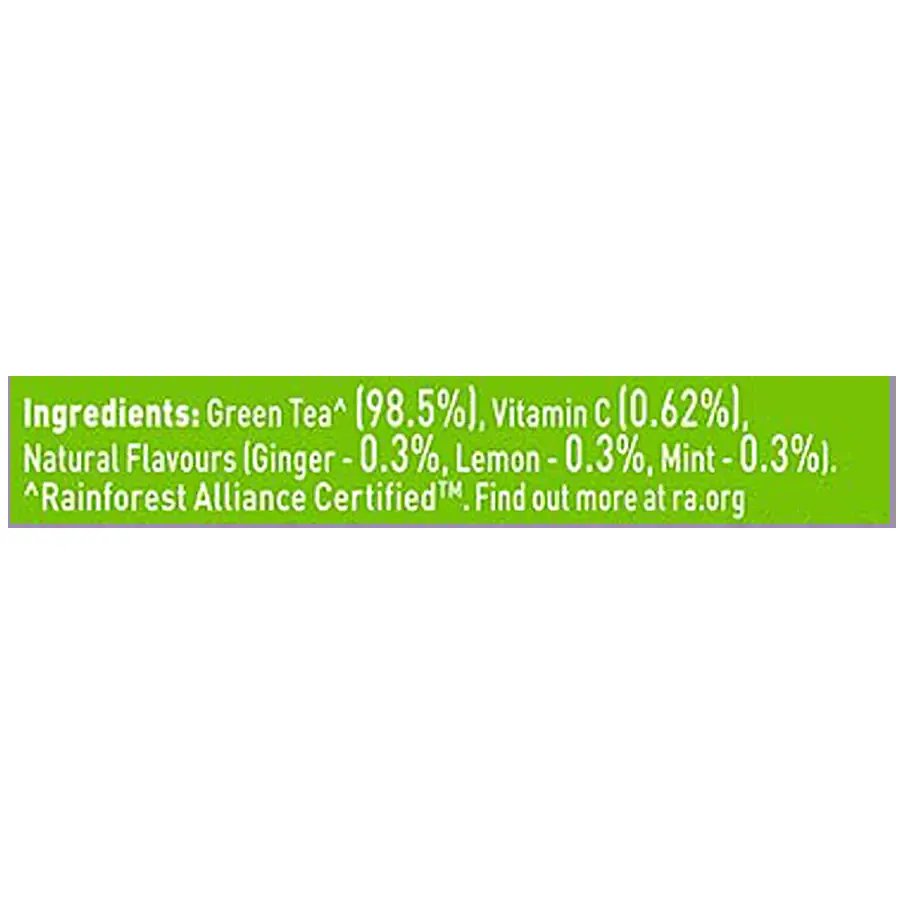 Ingredients: Green Tea^ (98.5%), Vitamin C (0.62%),
Natural Flavours (Ginger - 0.3%, Lemon - 0.3%, Mint - 0.3%).
^Rainforest Alliance Certified™. Find out more at ra.org